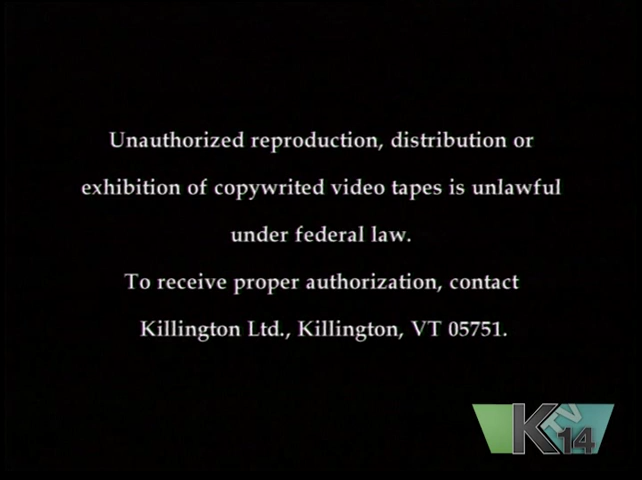 Unauthorized reproduction, distribution or
exhibition of copywrited video tapes is unlawful
under federal law.
To receive proper authorization, contact
Killington Ltd., Killington, VT 05751.
K TV 14